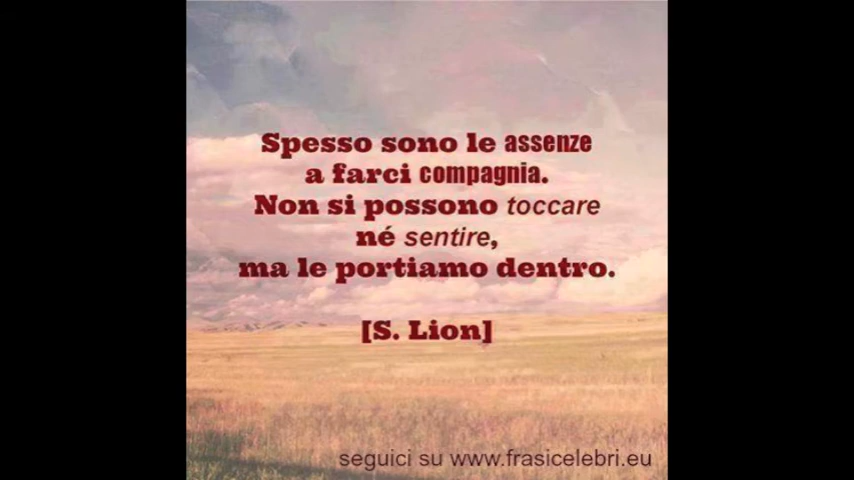 Spesso sono le assenze
a farci compagnia.
Non si possono toccare
né sentire,
ma le portiamo dentro.
[S. Lion]
seguici su www.frasicelebri.eu